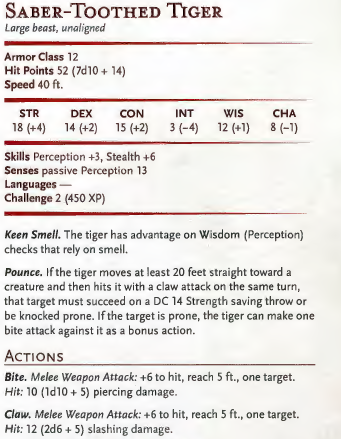 SABER-TOOTHED TIGER
Large beast, unaligned
Armor Class 12
Hit Points 52 (7d10 + 14)
Speed 40 ft.
STR DEX CON INT WIS CHA
18 (+4) 14 (+2) 15 (+2) 3 (−4) 12 (+1) 8 (−1)
Skills Perception +3, Stealth +6
Senses passive Perception 13
Languages —
Challenge 2 (450 XP)
Keen Smell. The tiger has advantage on Wisdom (Perception)
checks that rely on smell.
Pounce. If the tiger moves at least 20 feet straight toward a
creature and then hits it with a claw attack on the same turn,
that target must succeed on a DC 14 Strength saving throw or
be knocked prone. If the target is prone, the tiger can make one
bite attack against it as a bonus action.
ACTIONS
Bite. Melee Weapon Attack: +6 to hit, reach 5 ft., one target.
Hit: 10 (1d10 + 5) piercing damage.
Claw. Melee Weapon Attack: +6 to hit, reach 5 ft., one target.
Hit: 12 (2d6 + 5) slashing damage.